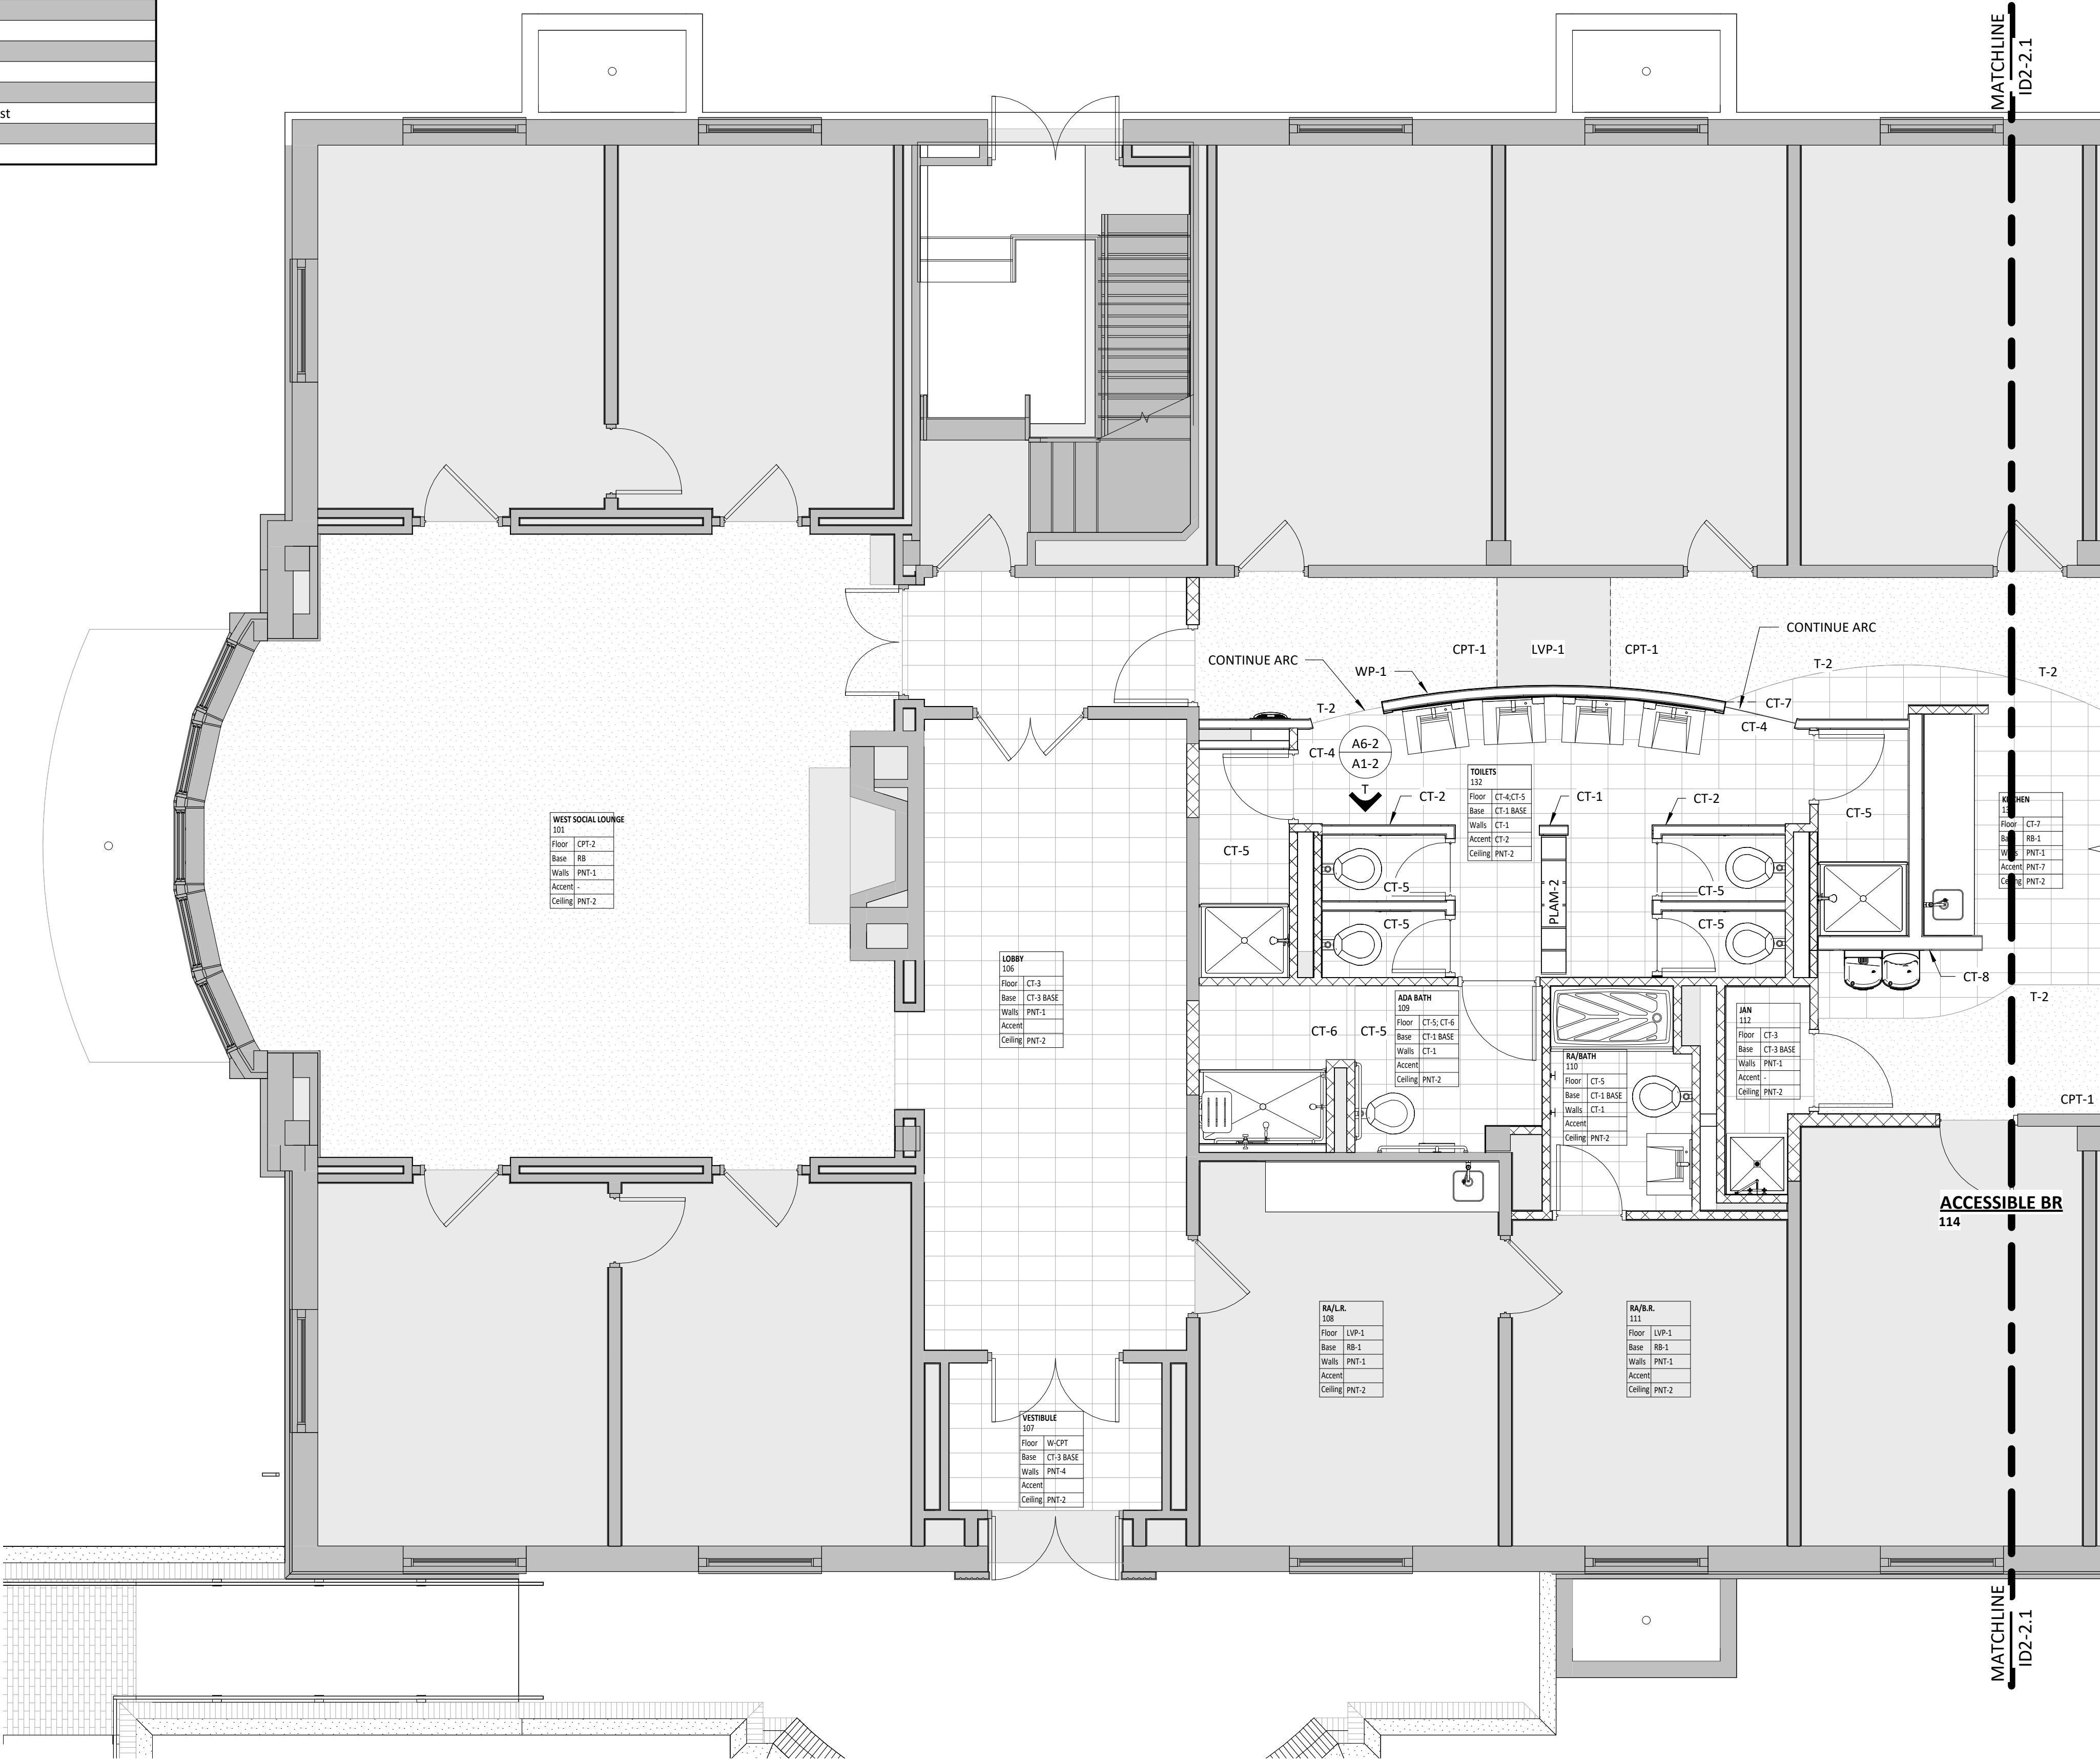 st
MATCHLINE
ID2-2.1
CONTINUE ARC
CPT-1
LVP-1
CPT-1
CONTINUE ARC
WP-1
T-2
T-2
T-2
CT-7
CT-4
CT-4
A6-2
A1-2
T
TOILETS
132
Floor CT-4;CT-5
Base CT-1 BASE
Walls CT-1
Accent CT-2
Ceiling PNT-2
CT-2
CT-1
CT-2
CT-5
CT-5
CT-5
CT-5
CT-5
CT-5
PLAM-2
WEST SOCIAL LOUNGE
101
Floor CPT-2
Base RB
Walls PNT-1
Accent -
Ceiling PNT-2
Floor CT-7
RB-1
PNT-1
Accent PNT-7
PNT-2
LOBBY
106
Floor CT-3
Base CT-3 BASE
Walls PNT-1
Accent
Ceiling PNT-2
CT-8
T-2
CT-6
CT-5
ADA BATH
109
Floor CT-5; CT-6
Base CT-1 BASE
Walls CT-1
Accent
Ceiling PNT-2
JAN
112
Floor CT-3
Base CT-3 BASE
Walls PNT-1
Accent -
Ceiling PNT-2
RA/BATH
110
Floor CT-5
Base CT-1 BASE
Walls CT-1
Accent
Ceiling PNT-2
CPT-1
ACCESSIBLE BR
114
RA/L.R.
108
Floor LVP-1
Base RB-1
Walls PNT-1
Accent
Ceiling PNT-2
RA/B.R.
111
Floor LVP-1
Base RB-1
Walls PNT-1
Accent
Ceiling PNT-2
VESTIBULE
107
Floor W-CPT
Base CT-3 BASE
Walls PNT-4
Accent
Ceiling PNT-2
MATCHLINE
ID2-2.1